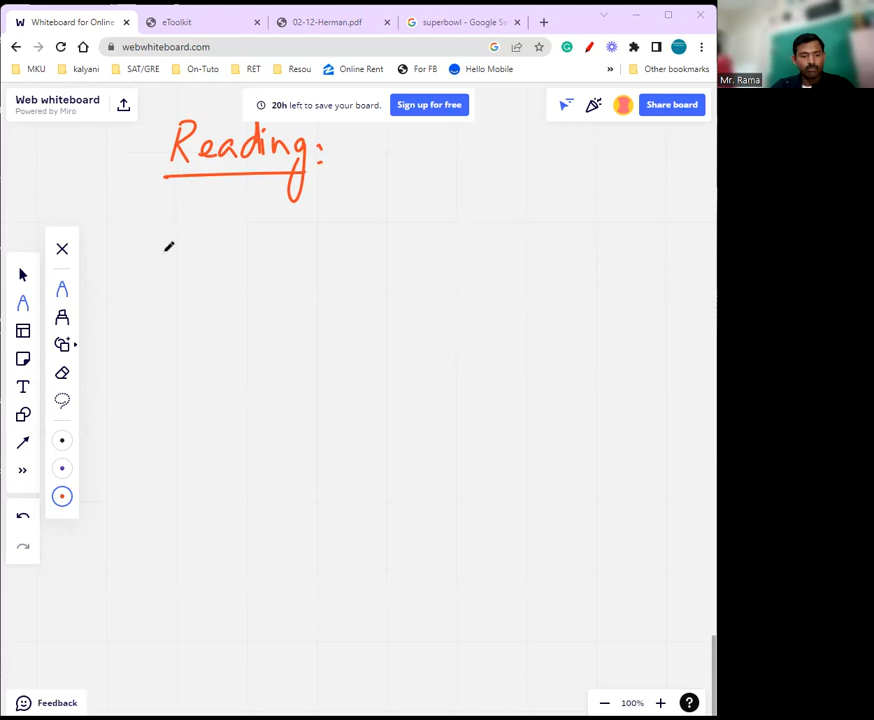 Whiteboard for Online
eToolkit
02-12-Herman.pdf
superbowl - Google Se
webwhiteboard.com
MKU
kalyani
SAT/GRE
On-Tuto
RET
Resou
Online Rent
For FB
Hello Mobile
Other bookmarks
Mr. Rama
Web whiteboard
Powered by Miro
20h left to save your board.
Sign up for free
Share board
Reading:
T
Feedback
100%